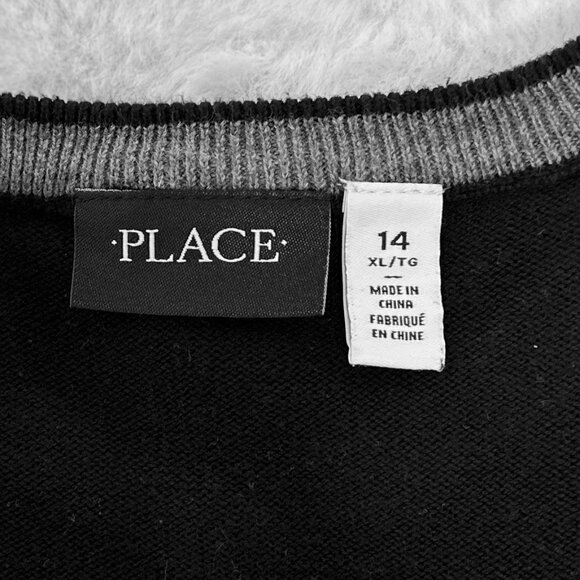 ·PLACE·
14
XL/TG
MADE IN
CHINA
FABRIQUÉ
EN CHINE